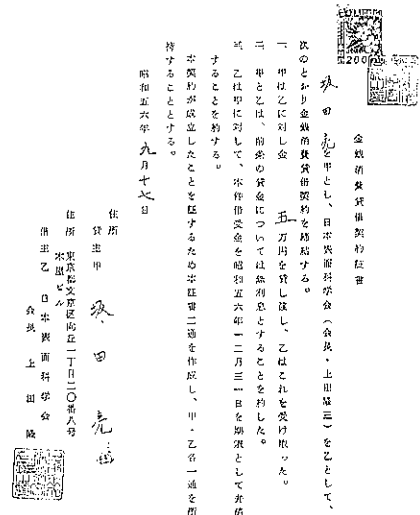 200
金銭消費貸借契約証書
坂田亮を甲とし、日本表面科学会（会長・上田隆三）を乙として、
次のとおり金銭消費貸借契約を締結する。
一、甲は乙に対し金 五 万円を貸し渡し、乙はこれを受け取った。
二、甲と乙は、前条の貸金については無利息とすることを約した。
三、乙は甲に対して、本件借受金を昭和五六年一二月三一日を期限として弁済
することを約する。
本契約が成立したことを証するため本証書二通を作成し、甲・乙各一通を所
持することとする。
昭和五六年九月十七日
住所
貸主甲 坂田亮
住所 東京都文京区向丘二丁目二〇番八号
本里ビル
借主乙 日本表面科学会
会長 上田隆